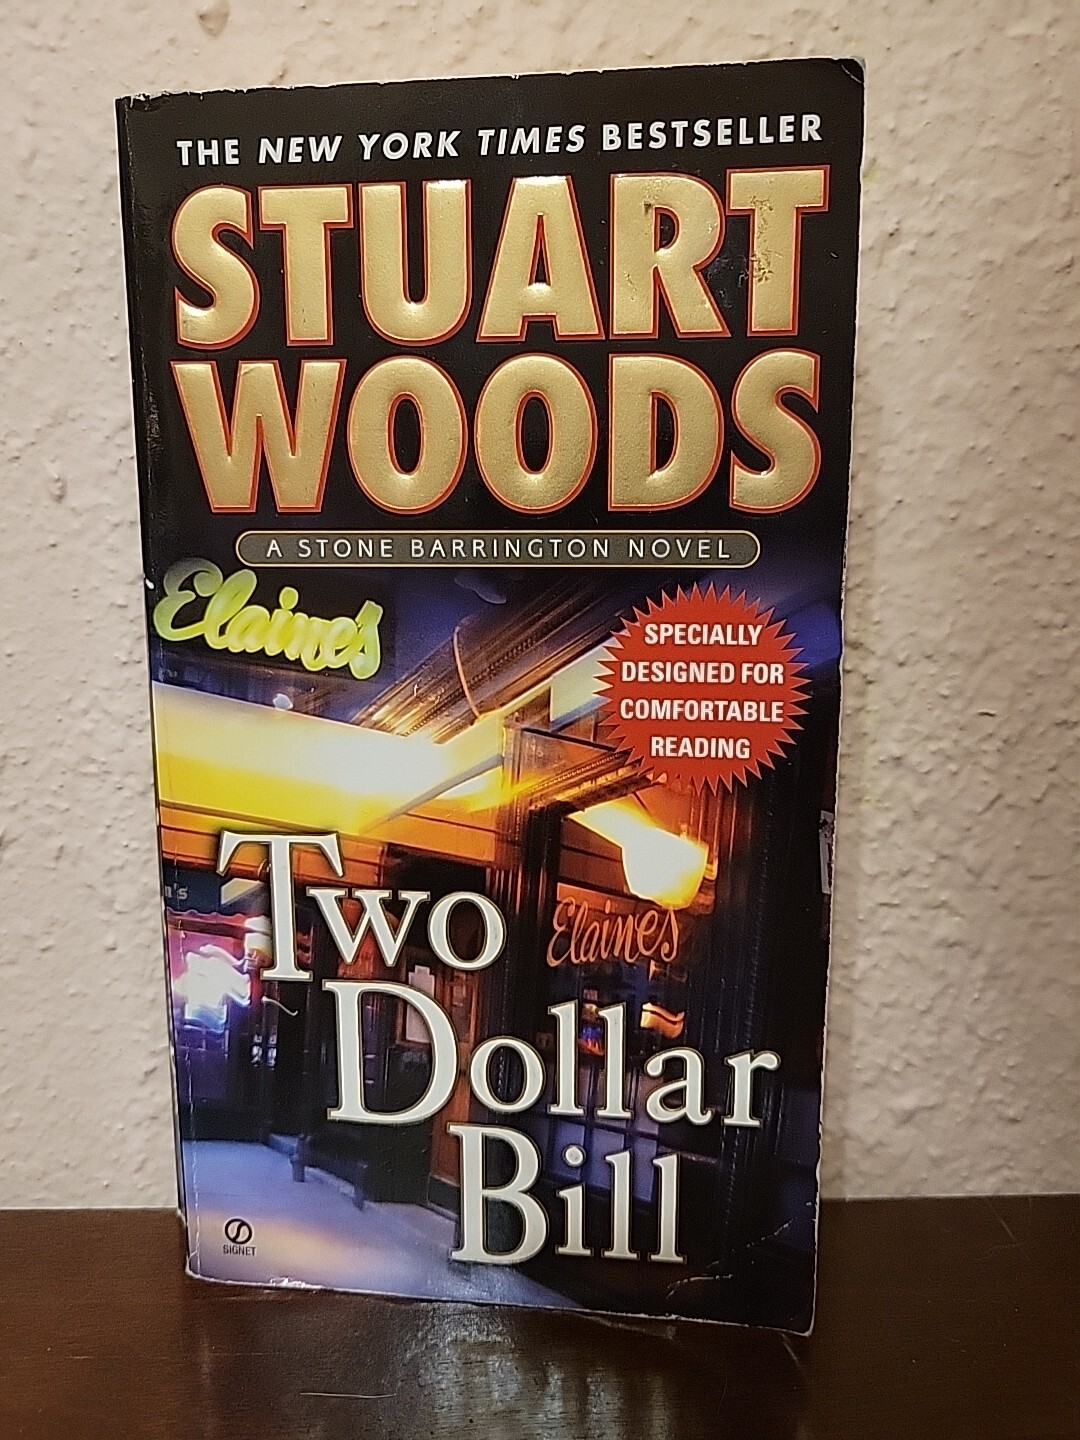 THE NEW YORK TIMES BESTSELLER
STUART
WOODS
A STONE BARRINGTON NOVEL
Elaine's
SPECIALLY
DESIGNED FOR
COMFORTABLE
READING
Elaine's
Two
Dollar
Bill
SIGNET